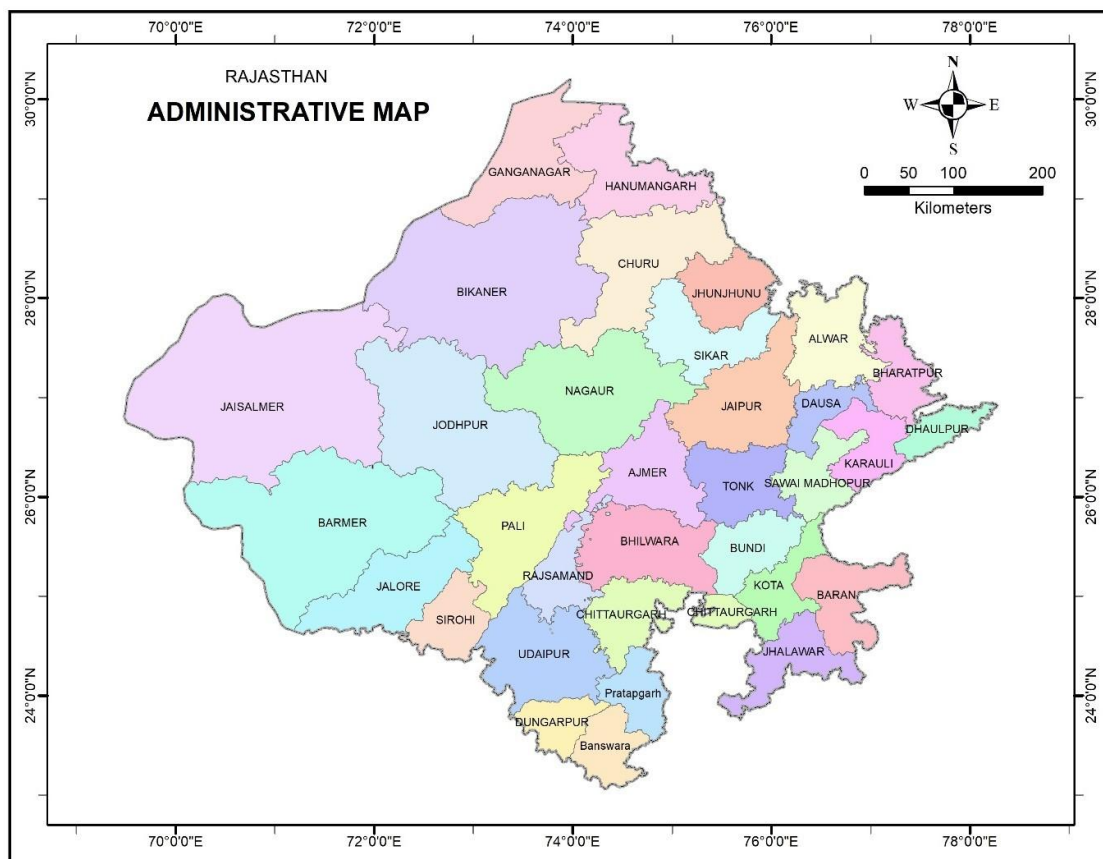 70°0'0"E 72°0'0"E 74°0'0"E 76°0'0"E 78°0'0"E
RAJASTHAN
ADMINISTRATIVE MAP
N
W E
S
0 50 100 200
Kilometers
30°0'0"N 30°0'0"N
GANGANAGAR
HANUMANGARH
CHURU
BIKANER
JHUNJHUNU
28°0'0"N 28°0'0"N
ALWAR
SIKAR
BHARATPUR
NAGAUR
JAISALMER
JAIPUR
DAUSA
JODHPUR
DHAULPUR
AJMER
KARAULI
TONK
SAWAI MADHOPUR
26°0'0"N 26°0'0"N
BARMER
PALI
BHILWARA
BUNDI
RAJSAMAND
JALORE
KOTA
BARAN
SIROHI
CHITTAURGARH
CHITTAURGARH
UDAIPUR
JHALAWAR
24°0'0"N 24°0'0"N
Pratapgarh
DUNGARPUR
Banswara
70°0'0"E 72°0'0"E 74°0'0"E 76°0'0"E 78°0'0"E